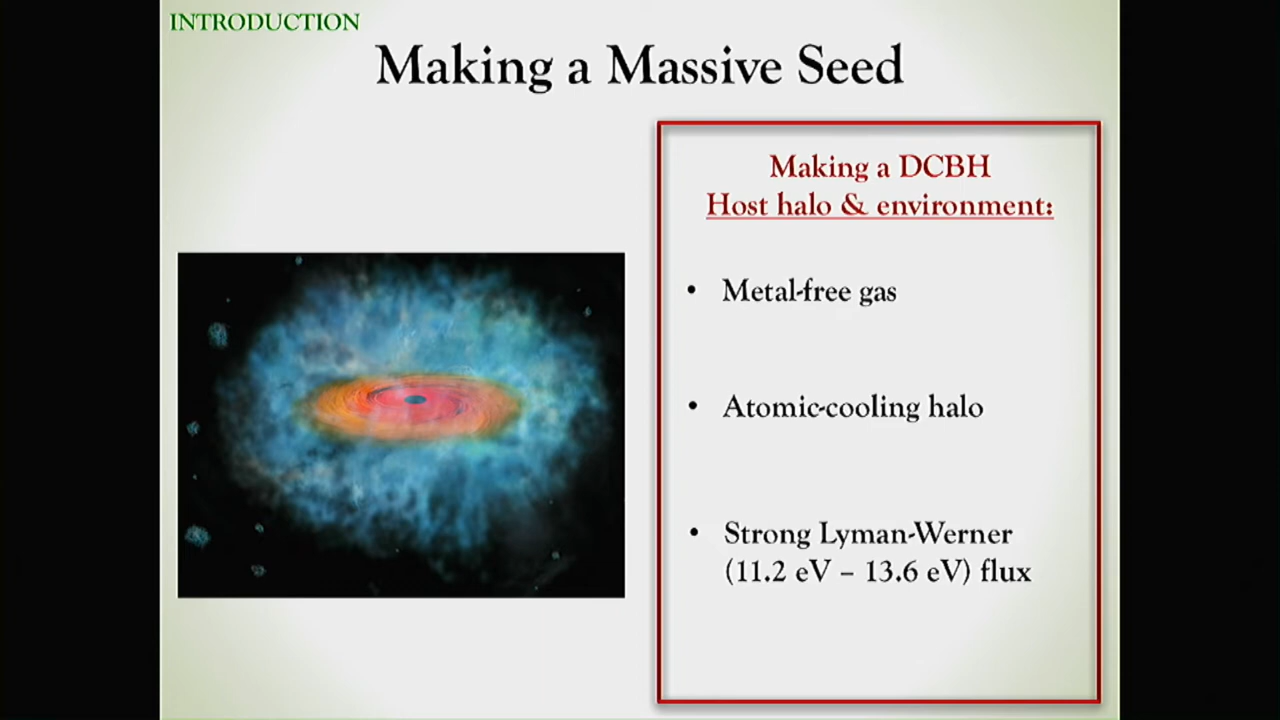 INTRODUCTION
Making a Massive Seed
Making a DCBH
Host halo & environment:
• Metal-free gas
• Atomic-cooling halo
• Strong Lyman-Werner
(11.2 eV – 13.6 eV) flux